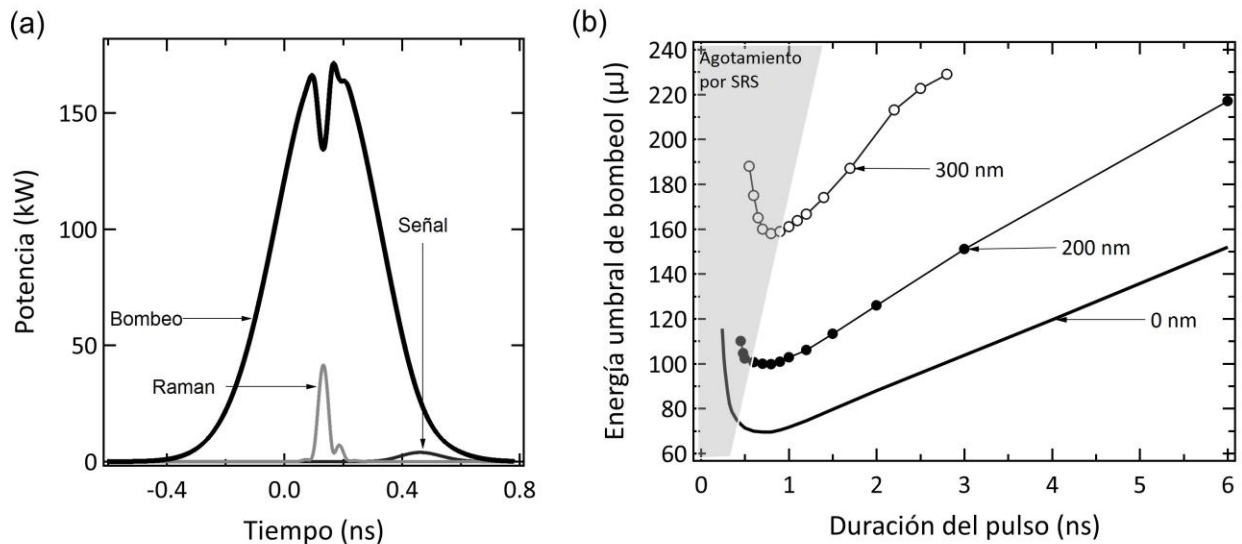 (a)
Potencia (kW)
150
100
50
0
Bombeo
Raman
Señal
-0.4
0.0
0.4
0.8
Tiempo (ns)
(b)
Energía umbral de bombeol (µJ)
240
220
200
180
160
140
120
100
80
60
Agotamiento
por SRS
300 nm
200 nm
0 nm
0
1
2
3
4
5
6
Duración del pulso (ns)